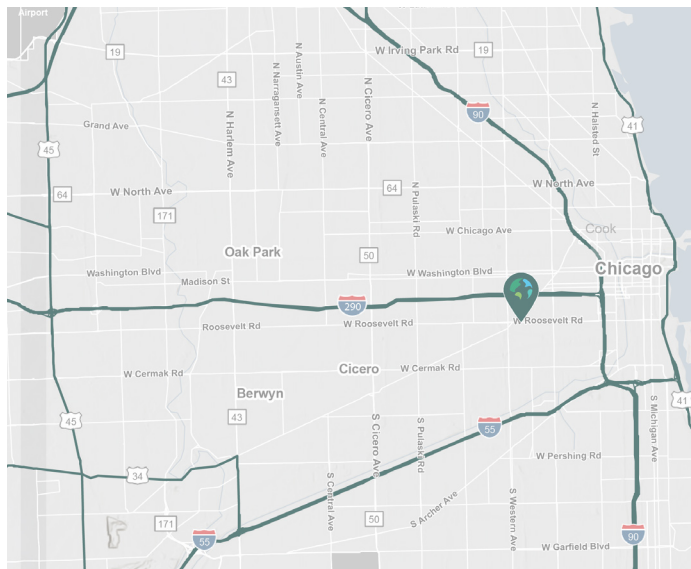 Airport
W Irving Park Rd
19
19
43
N Austin Ave
N Narragansett Ave
N Central Ave
N Cicero Ave
N Harlem Ave
90
N Halsted St
41
Grand Ave
45
64
W North Ave
171
64
N Pulaski Rd
W North Ave
W Chicago Ave
Cook
Oak Park
50
Chicago
Washington Blvd
Madison St
W Washington Blvd
290
Roosevelt Rd
W Roosevelt Rd
W Roosevelt Rd
W Cermak Rd
Cicero
W Cermak Rd
Berwyn
43
45
S Cicero Ave
S Pulaski Rd
55
S Michigan Ave
41
W Pershing Rd
34
S Central Ave
S Archer Ave
S Western Ave
171
50
55
90
W Garfield Blvd